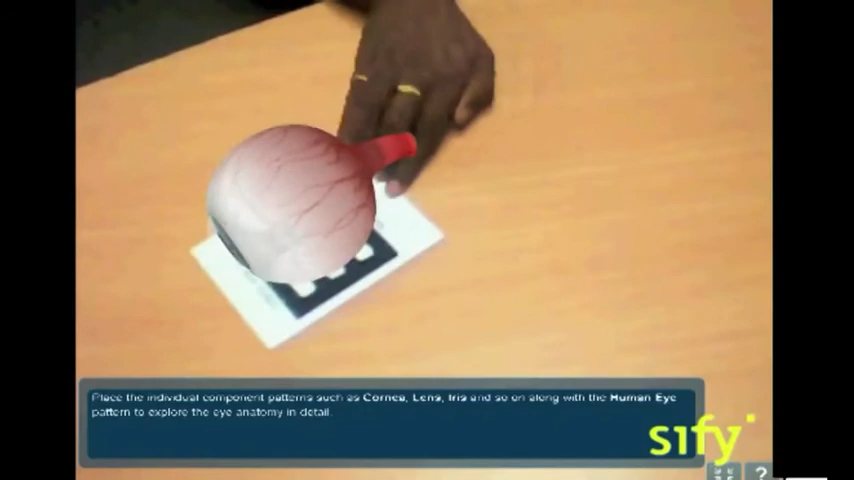 Place the individual component patterns such as Cornea, Lens, Iris and so on along with the Human Eye
pattern to explore the eye anatomy in detail.
sify
?